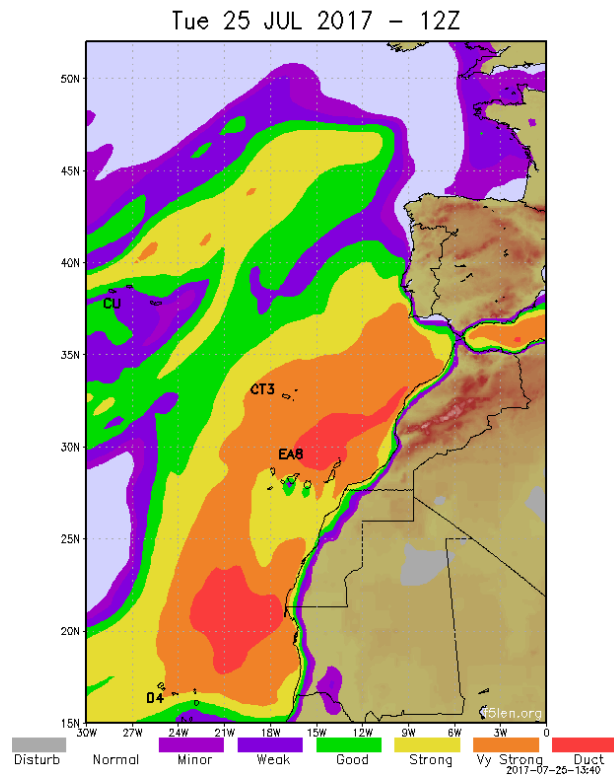 Tue 25 JUL 2017 – 12Z
50N
45N
40N
CU
35N
CT3
30N
EA8
25N
20N
D4
15N
f5len.org
30W 27W 24W 21W 18W 15W 12W 9W 6W 3W 0
Disturb Normal Minor Weak Good Strong Vy Strong Duct
2017-07-25-13:40